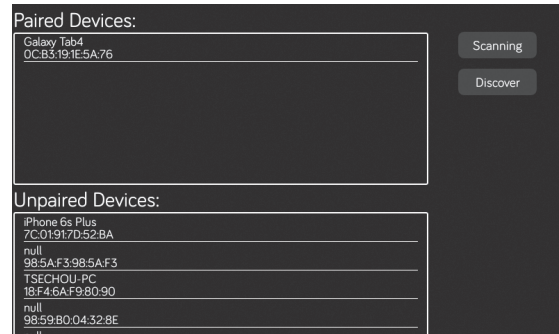 Paired Devices:
Galaxy Tab4
0C:B3:19:1E:5A:76
Scanning
Discover
Unpaired Devices:
iPhone 6s Plus
7C:01:91:7D:52:BA
null
98:5A:F3:98:5A:F3
TSECHOU-PC
18:F4:6A:F9:80:90
null
98:59:B0:04:32:8E